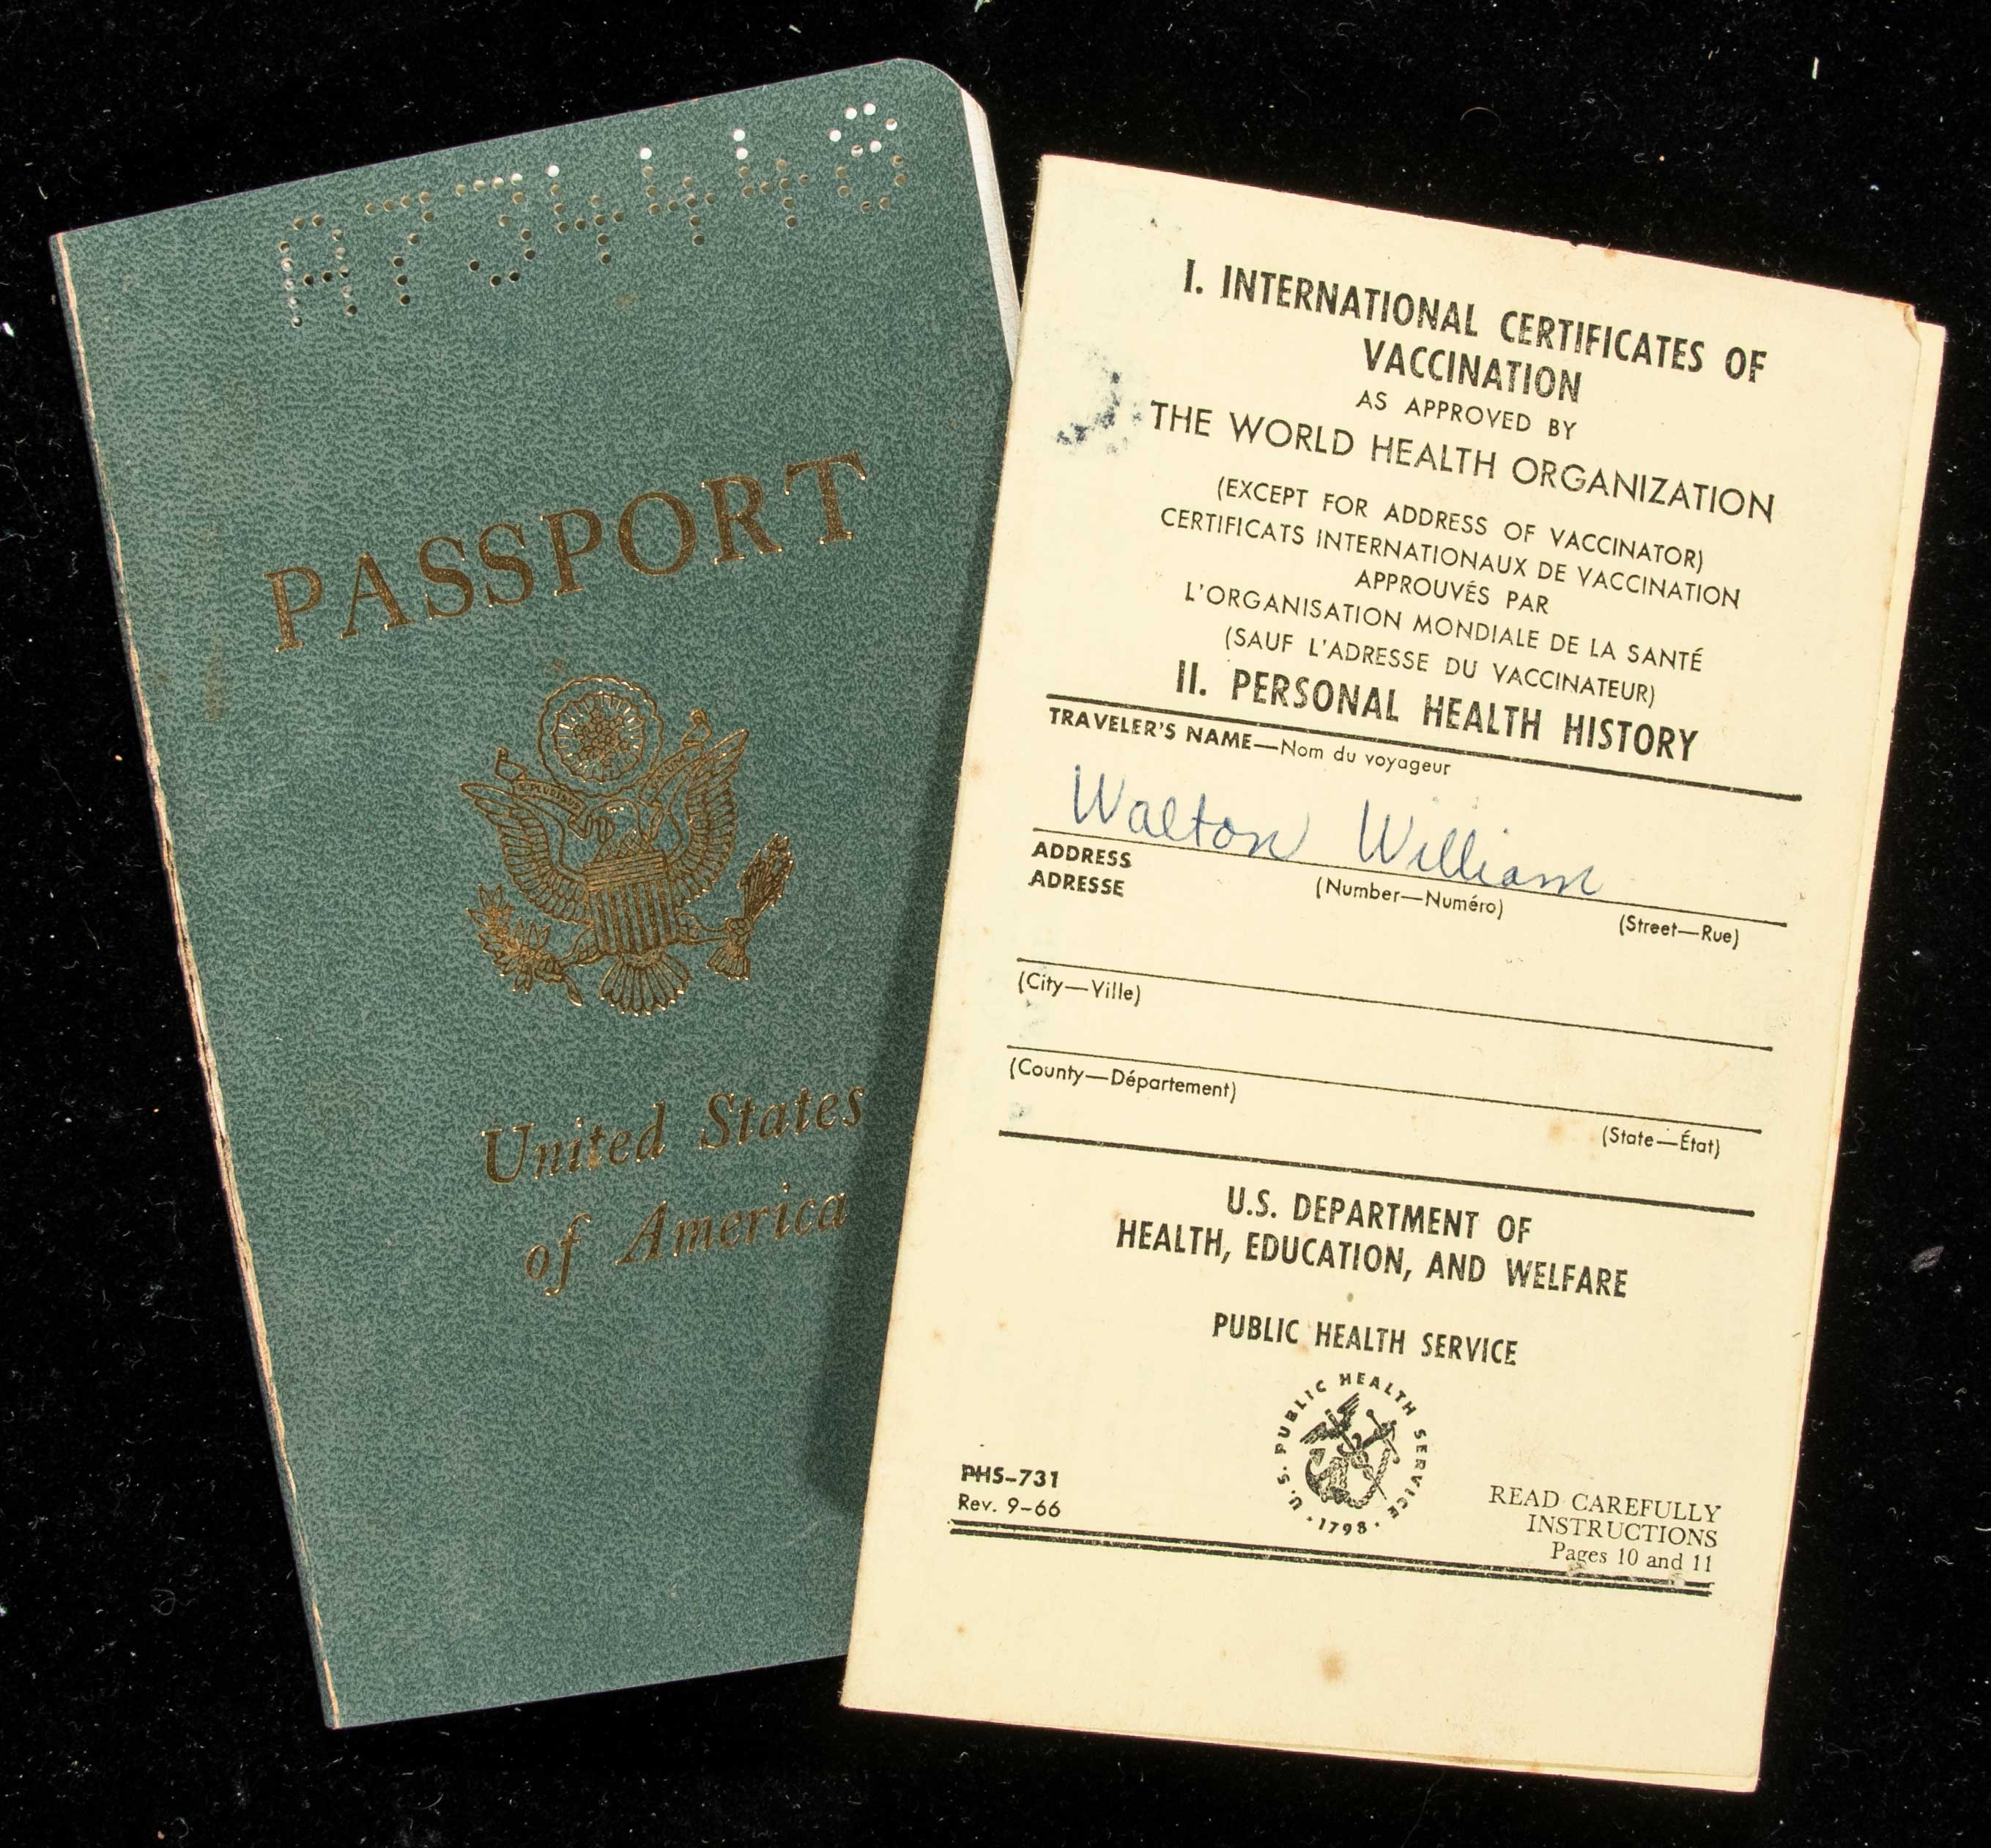 A734448
PASSPORT
E PLURIBUS UNUM
United States
of America
I. INTERNATIONAL CERTIFICATES OF
VACCINATION
AS APPROVED BY
THE WORLD HEALTH ORGANIZATION
(EXCEPT FOR ADDRESS OF VACCINATOR)
CERTIFICATS INTERNATIONAUX DE VACCINATION
APPROUVÉS PAR
L'ORGANISATION MONDIALE DE LA SANTÉ
(SAUF L'ADRESSE DU VACCINATEUR)
II. PERSONAL HEALTH HISTORY
TRAVELER'S NAME—Nom du voyageur
Walton William
ADDRESS
ADRESSE
(Number—Numéro)
(Street—Rue)
(City—Ville)
(County—Département)
(State—État)
U.S. DEPARTMENT OF
HEALTH, EDUCATION, AND WELFARE
PUBLIC HEALTH SERVICE
U.S. PUBLIC HEALTH SERVICE
· 1798 ·
PHS-731
Rev. 9-66
READ CAREFULLY
INSTRUCTIONS
Pages 10 and 11